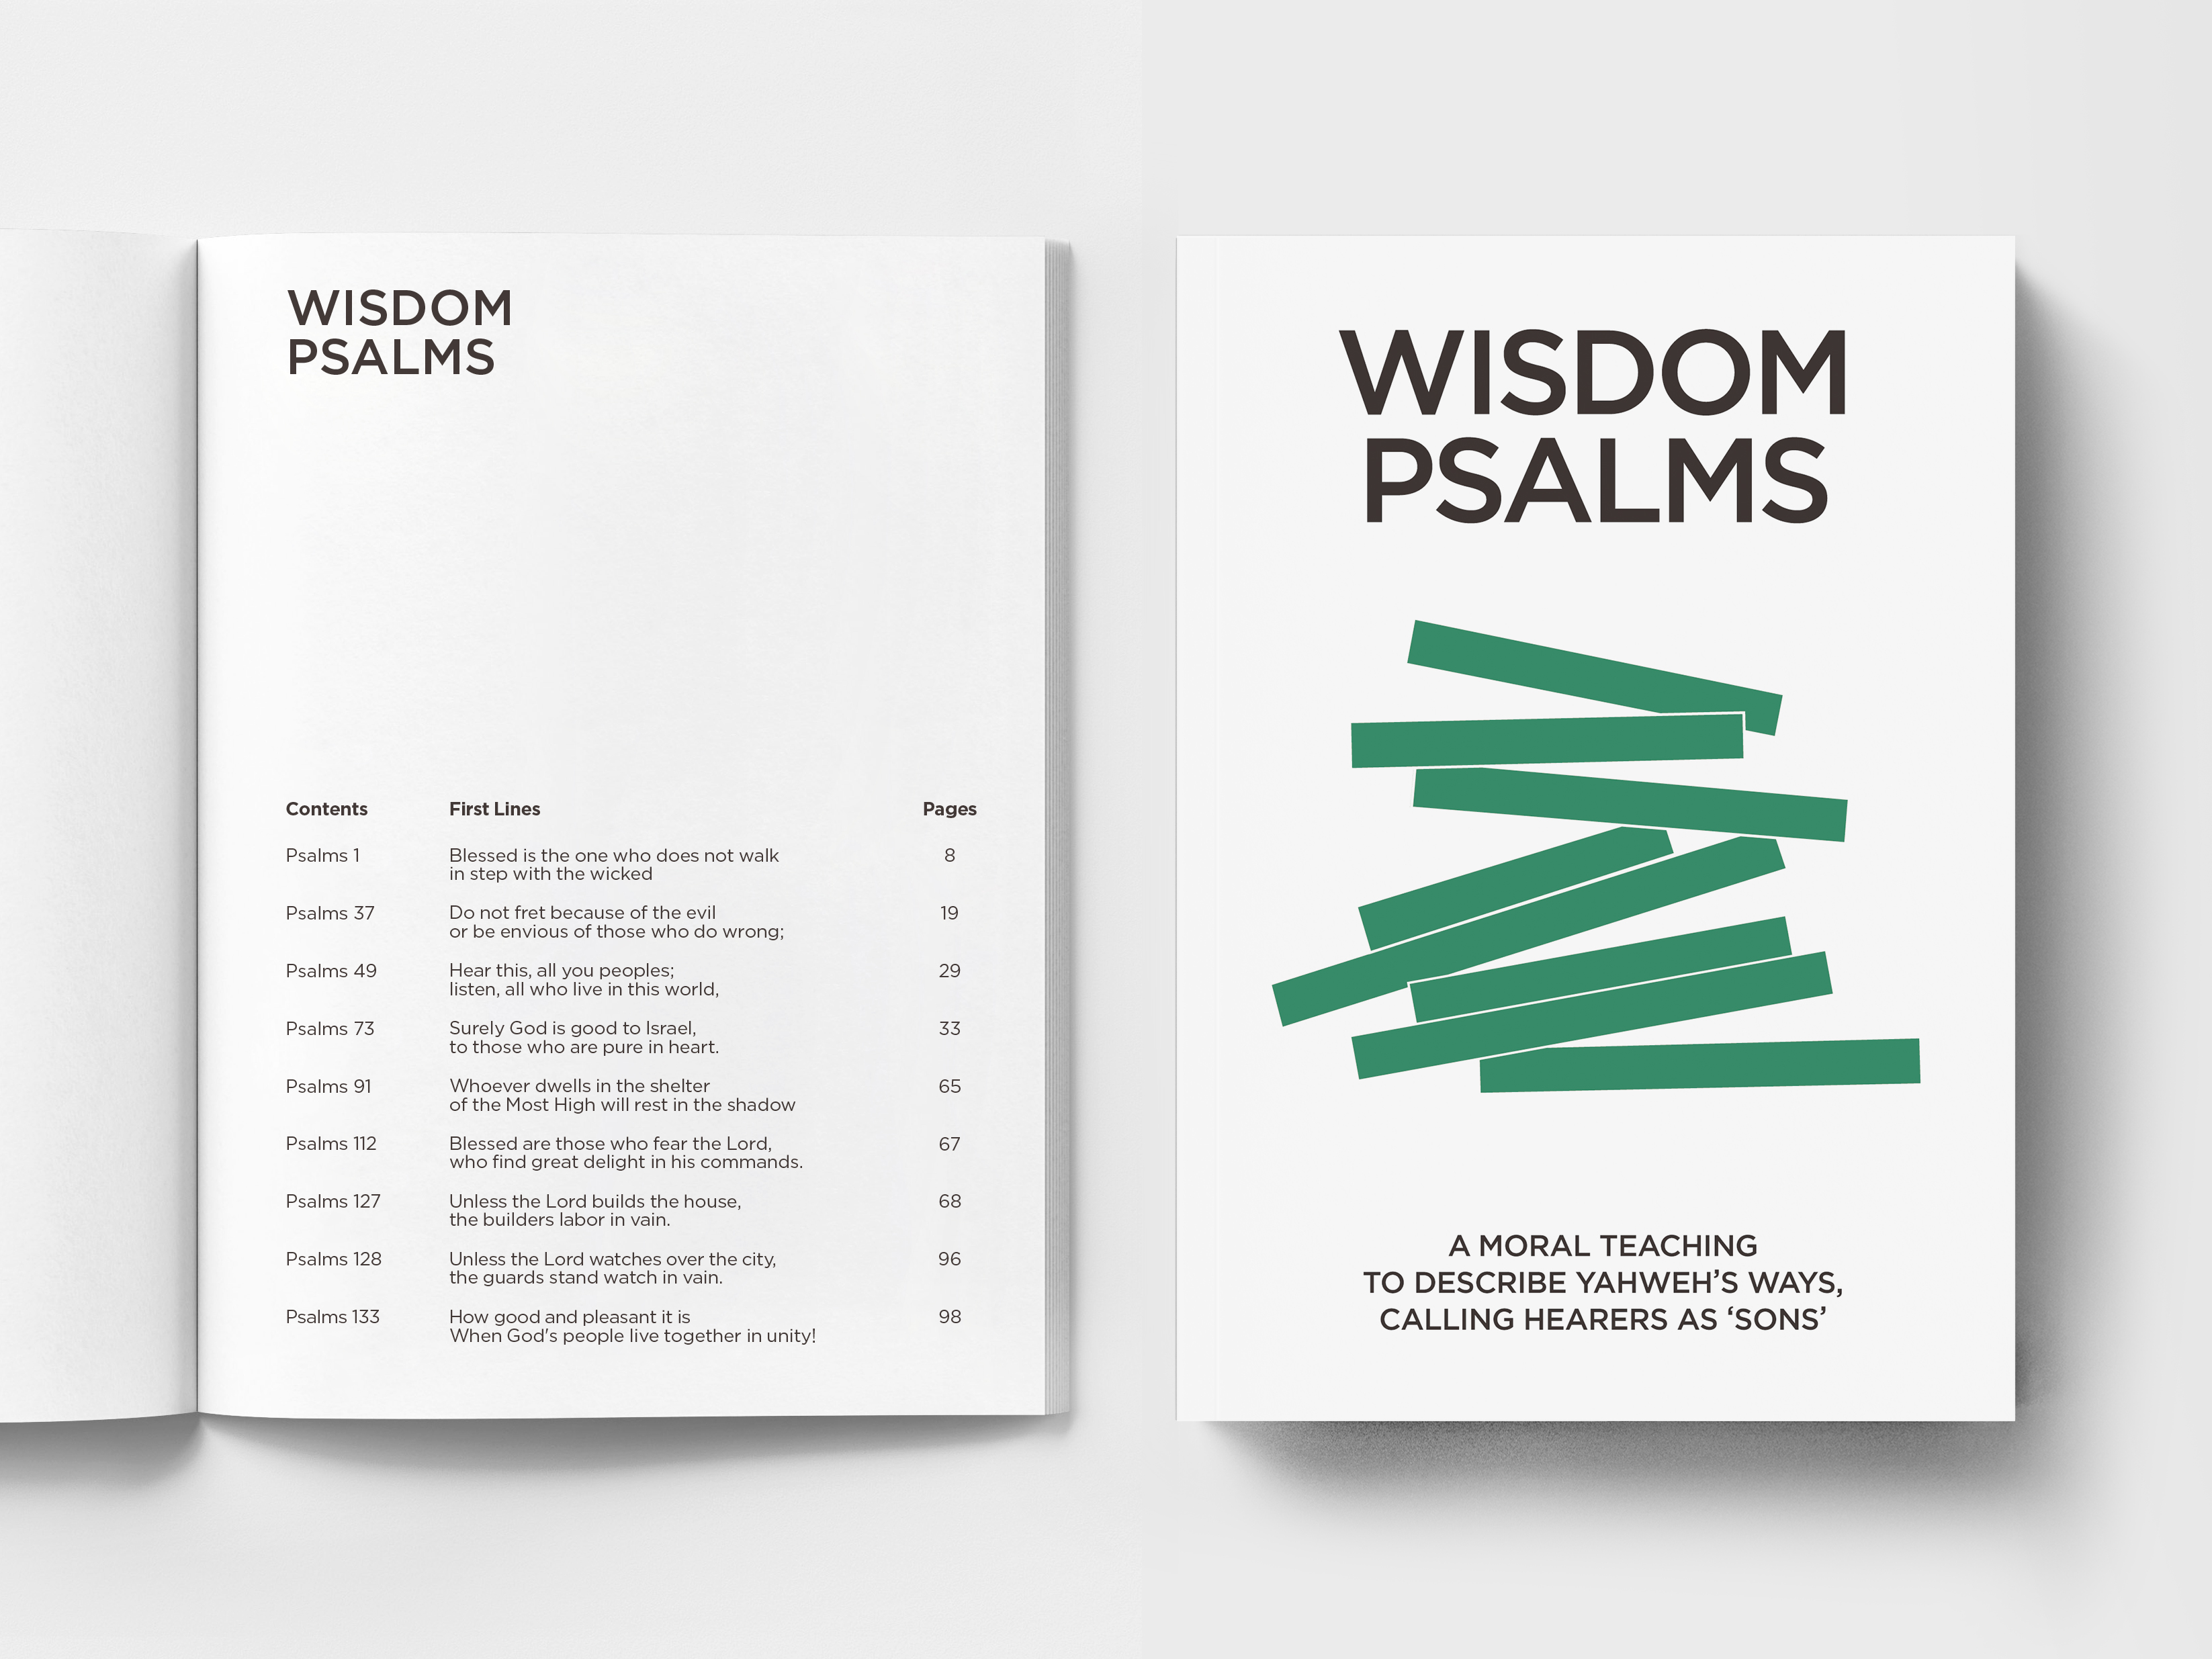 WISDOM
PSALMS
Contents First Lines Pages
Psalms 1 Blessed is the one who does not walk 8
in step with the wicked
Psalms 37 Do not fret because of the evil 19
or be envious of those who do wrong;
Psalms 49 Hear this, all you peoples; 29
listen, all who live in this world,
Psalms 73 Surely God is good to Israel, 33
to those who are pure in heart.
Psalms 91 Whoever dwells in the shelter 65
of the Most High will rest in the shadow
Psalms 112 Blessed are those who fear the Lord, 67
who find great delight in his commands.
Psalms 127 Unless the Lord builds the house, 68
the builders labor in vain.
Psalms 128 Unless the Lord watches over the city, 96
the guards stand watch in vain.
Psalms 133 How good and pleasant it is 98
When God's people live together in unity!
WISDOM
PSALMS
A MORAL TEACHING
TO DESCRIBE YAHWEH’S WAYS,
CALLING HEARERS AS ‘SONS’